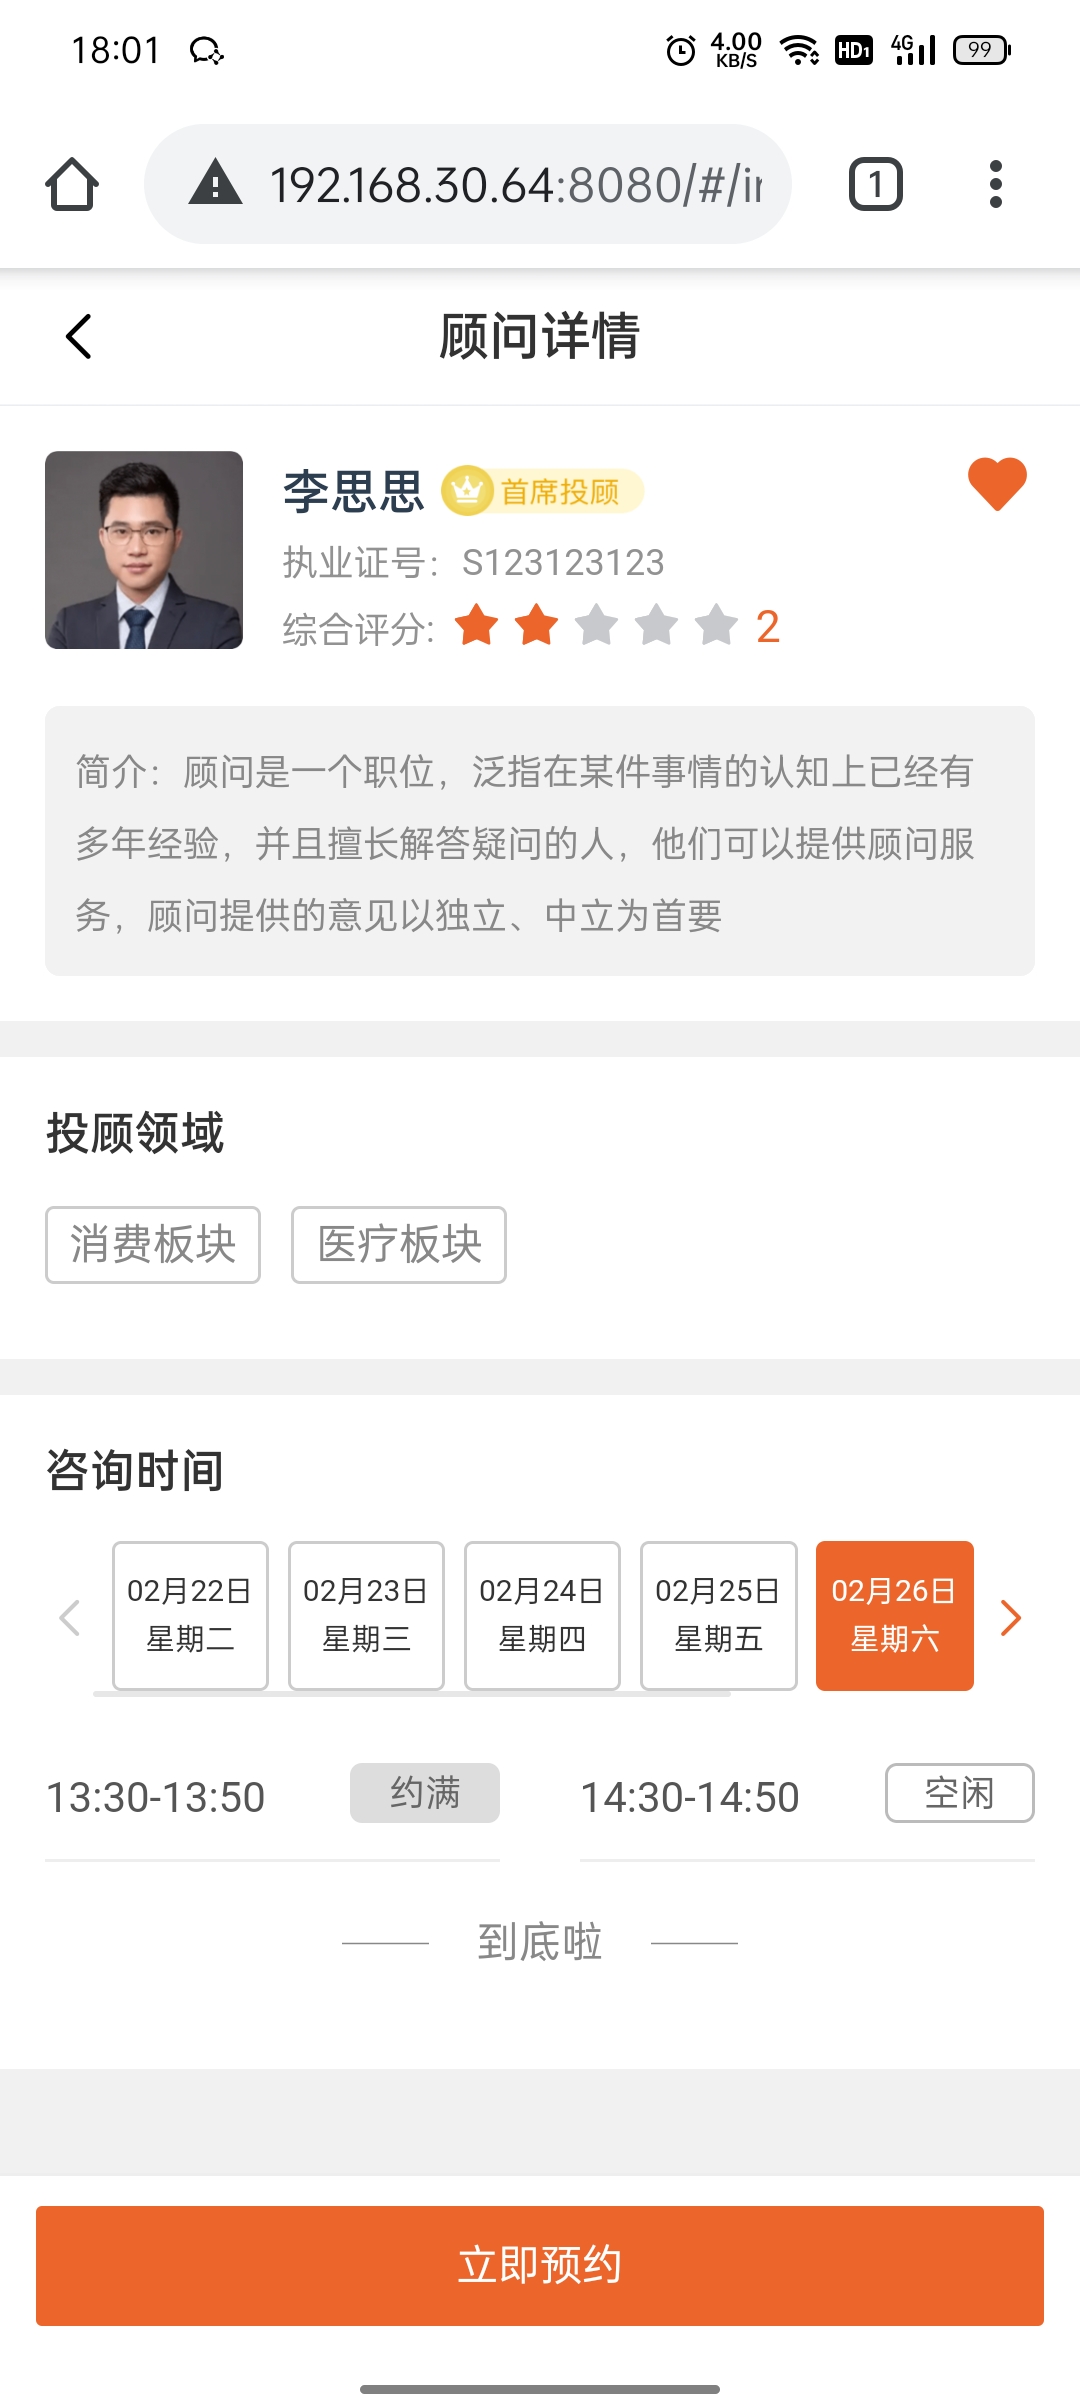 18:01
4.00 KB/S
HD1
4G
99
192.168.30.64:8080/#/i
1
顾问详情
李思思
首席投顾
执业证号：S123123123
综合评分: 2
简介：顾问是一个职位，泛指在某件事情的认知上已经有
多年经验，并且擅长解答疑问的人，他们可以提供顾问服
务，顾问提供的意见以独立、中立为首要
投顾领域
消费板块 医疗板块
咨询时间
02月22日 02月23日 02月24日 02月25日 02月26日
星期二 星期三 星期四 星期五 星期六
13:30-13:50 约满 14:30-14:50 空闲
到底啦
立即预约